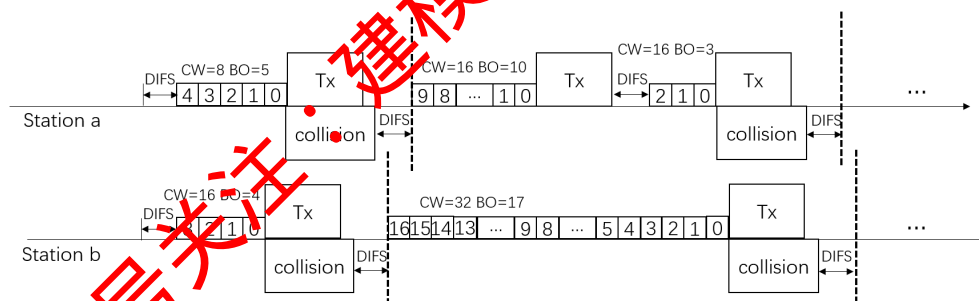 CW=16 BO=3
CW=8 BO=5
CW=16 BO=10
DIFS
Tx
Tx
DIFS
Tx
4 3 2 1 0
9 8 ... 1 0
2 1 0
...
Station a
collision
DIFS
collision
DIFS
CW=16 BO=4
CW=32 BO=17
DIFS
Tx
Tx
3 2 1 0
16 15 14 13 ... 9 8 ... 5 4 3 2 1 0
...
Station b
collision
DIFS
collision
DIFS
关注：建模